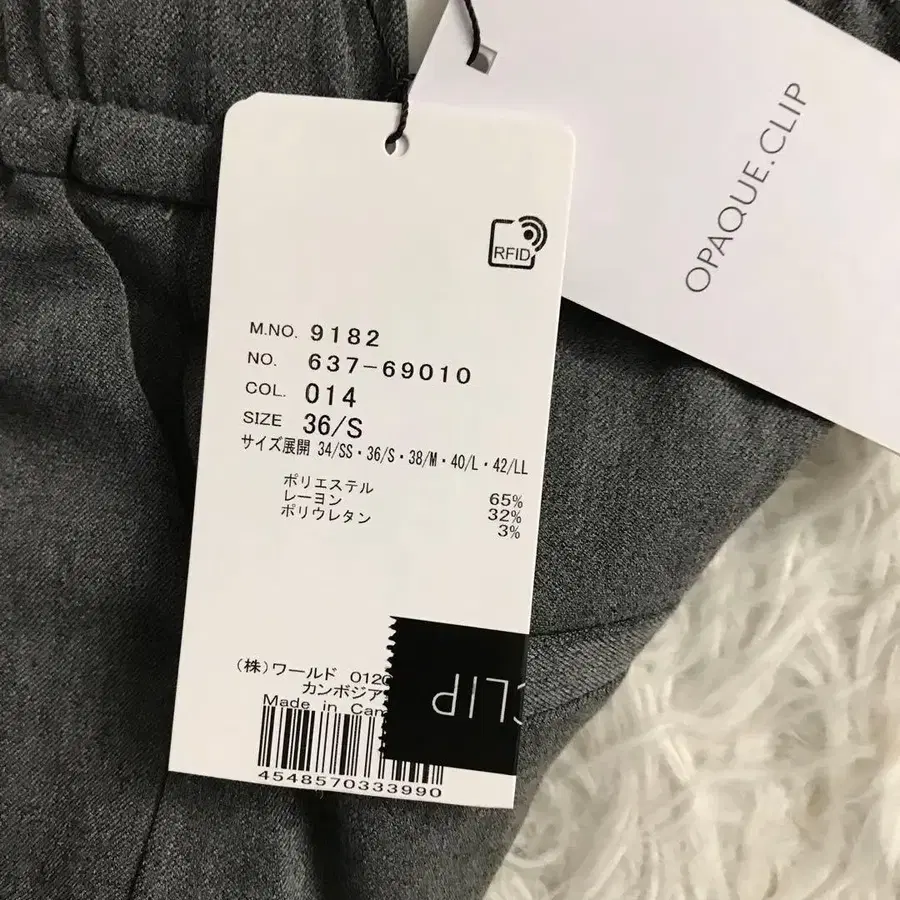 OPAQUE.CLIP
RFID
M.NO. 9182
NO. 637-69010
COL. 014
SIZE 36/S
サイズ展開 34/SS・36/S・38/M・40/L・42/LL
ポリエステル 65%
レーヨン 32%
ポリウレタン 3%
(株)ワールド 0120
カンボジア
Made in Cam
CLIP
4548570333990